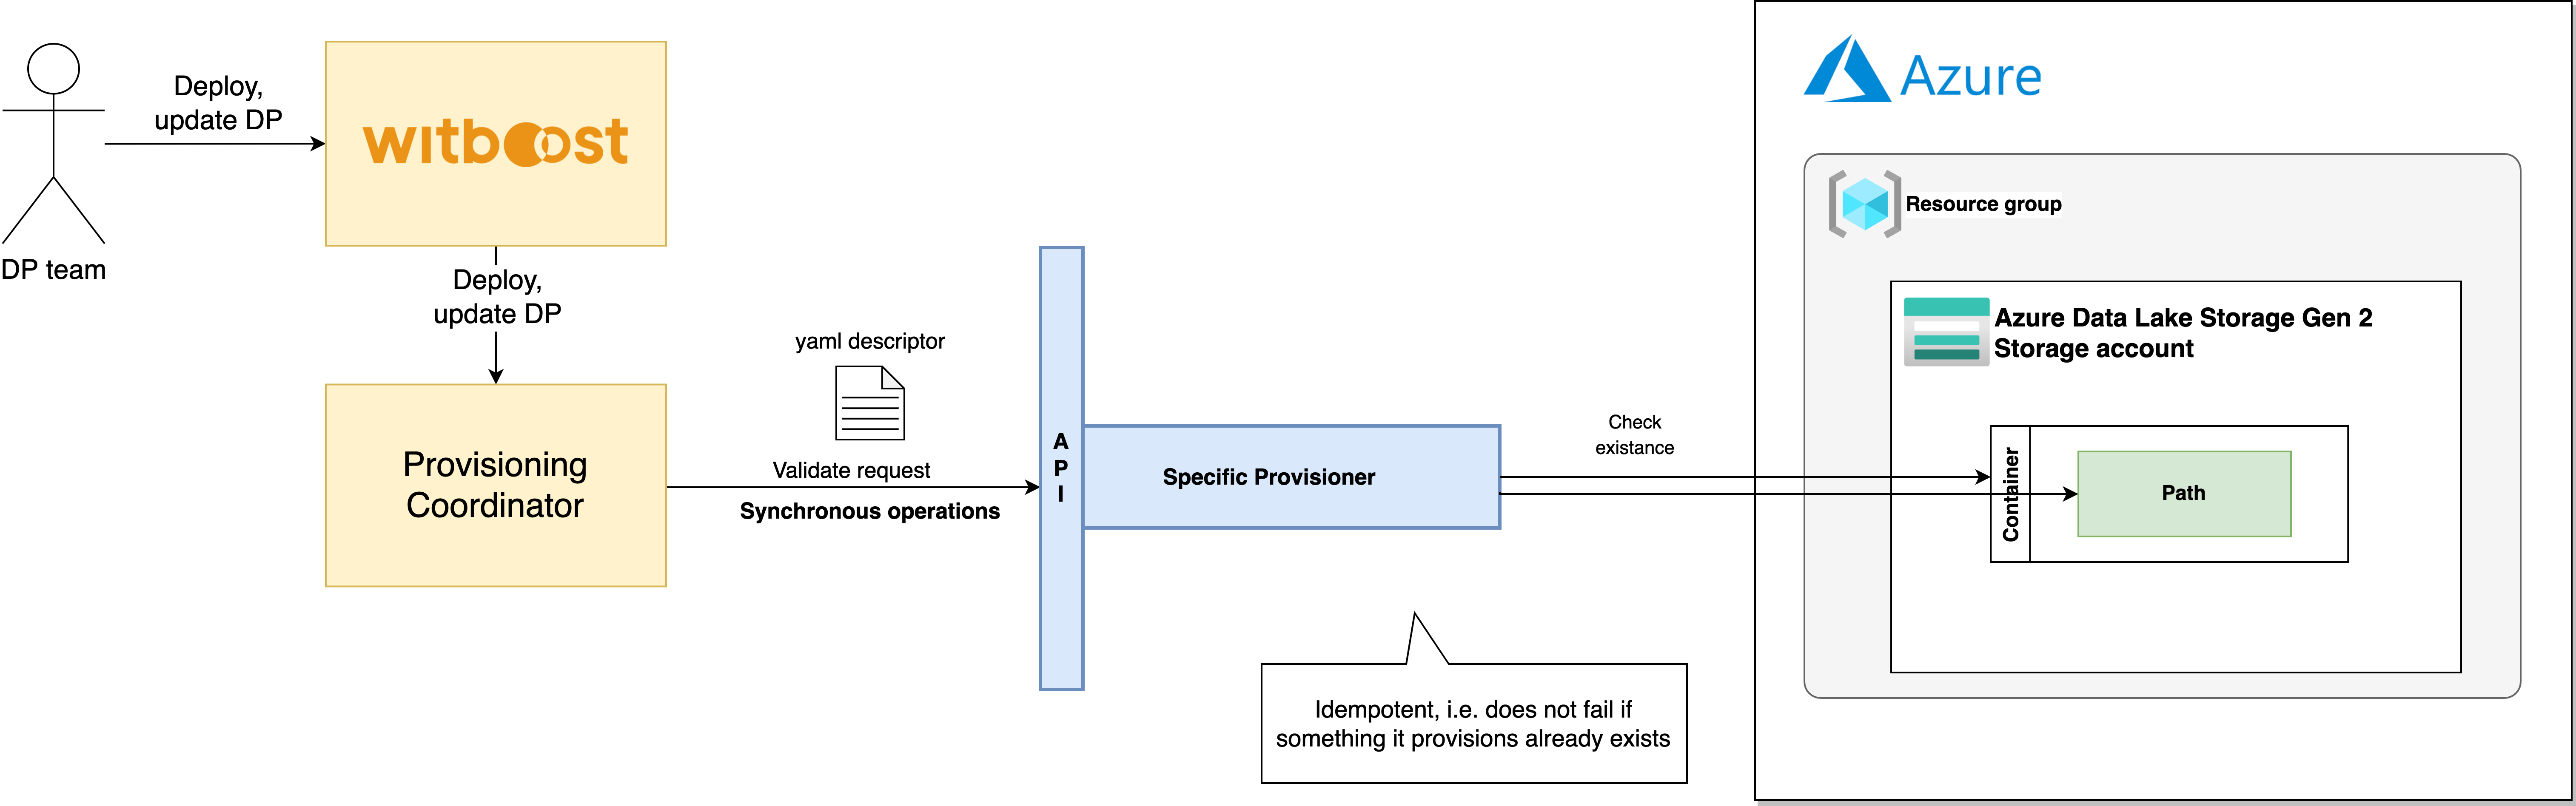 Deploy,
update DP
DP team
witboost
Deploy,
update DP
Provisioning
Coordinator
yaml descriptor
Validate request
Synchronous operations
A
P
I
Specific Provisioner
Idempotent, i.e. does not fail if
something it provisions already exists
Check
existance
Azure
Resource group
Azure Data Lake Storage Gen 2
Storage account
Container
Path